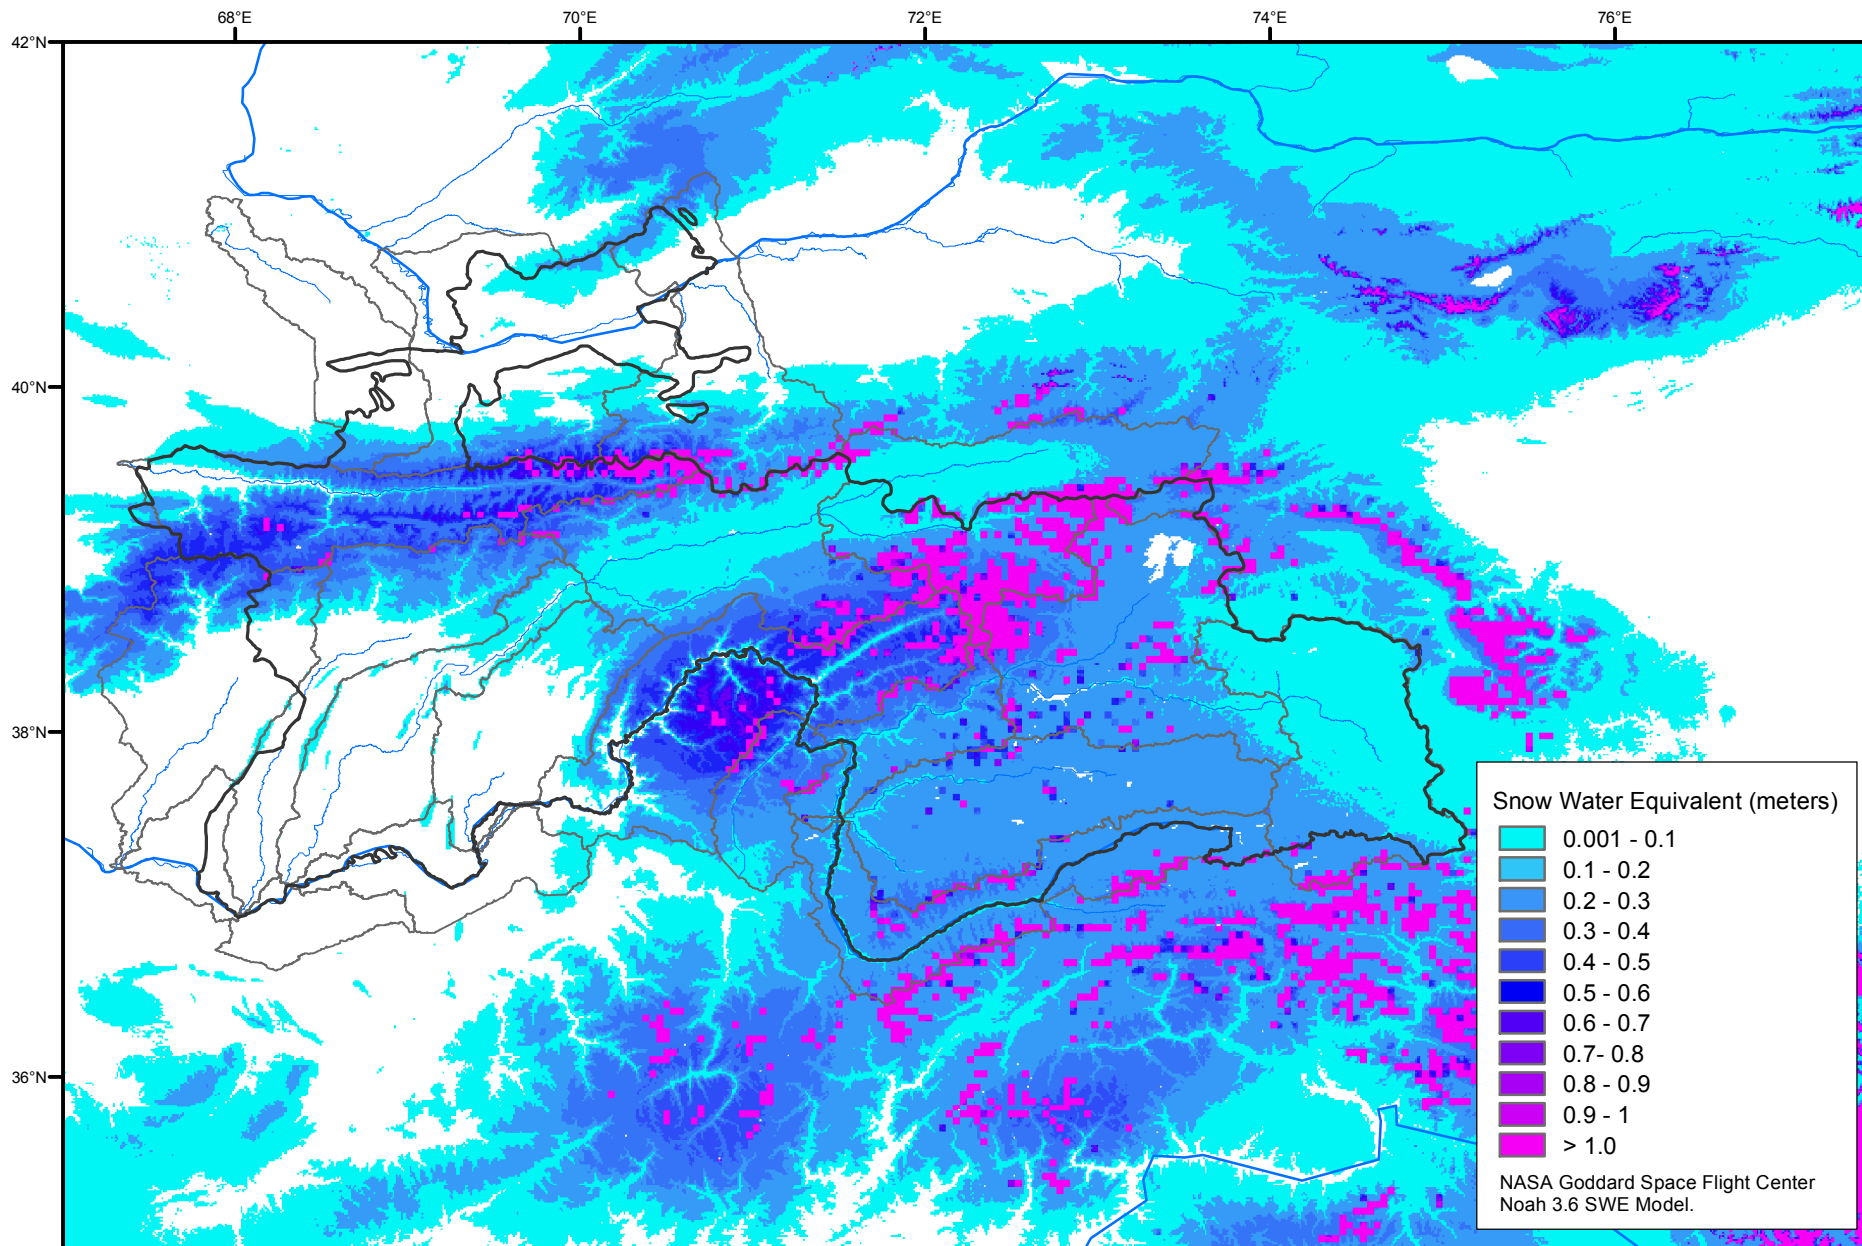 68°E 70°E 72°E 74°E 76°E
42°N
40°N
38°N
36°N
Snow Water Equivalent (meters)
0.001 - 0.1
0.1 - 0.2
0.2 - 0.3
0.3 - 0.4
0.4 - 0.5
0.5 - 0.6
0.6 - 0.7
0.7- 0.8
0.8 - 0.9
0.9 - 1
> 1.0
NASA Goddard Space Flight Center
Noah 3.6 SWE Model.